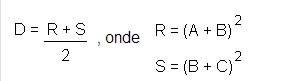 D = R + S / 2 , onde R = (A + B)²
S = (B + C)²